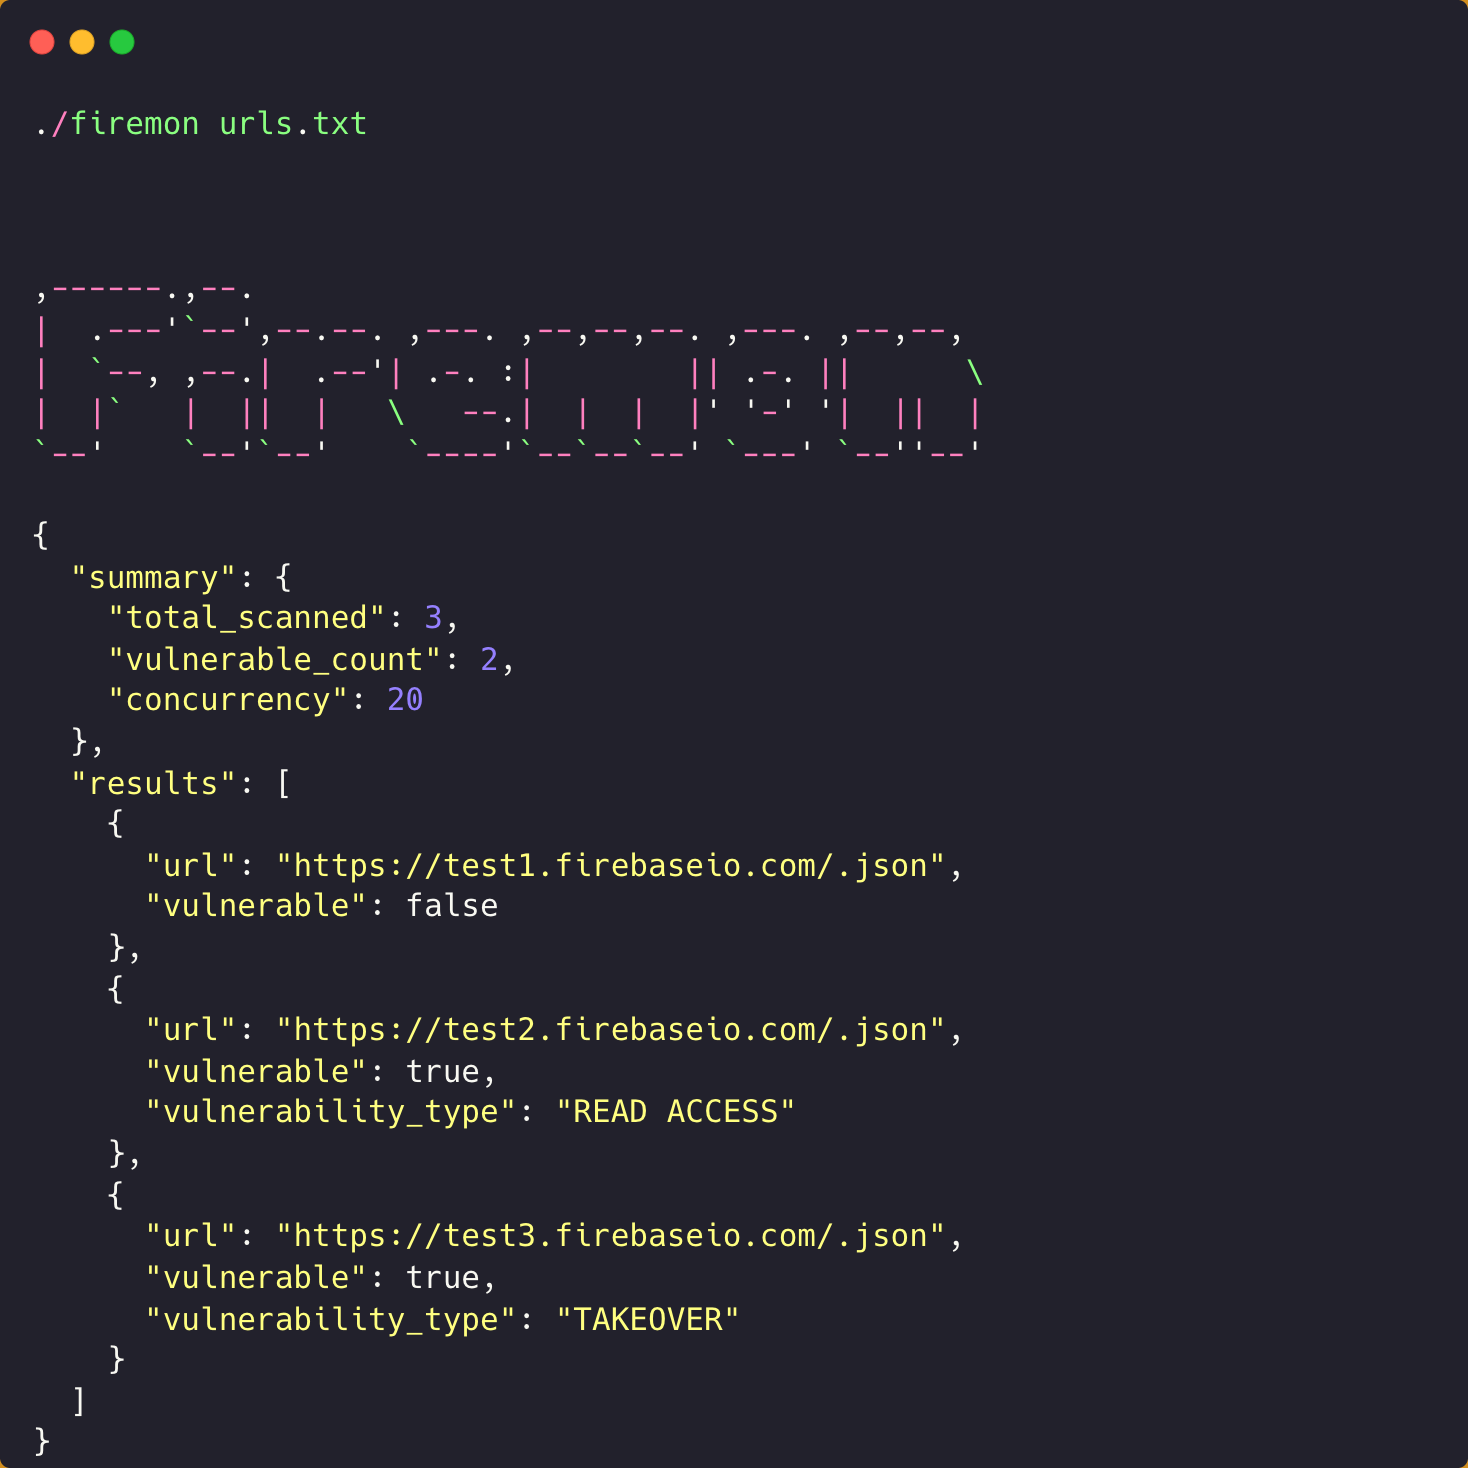 ./firemon urls.txt
,------.,--.
|  .---'`--',--.--. ,---. ,--,--,--. ,---. ,--,--,
|  `--, ,--.|  .--'| .-. :|        || .-. ||      \
|  |`   |  ||  |   \   --.|  |  |  |' '-' '|  ||  |
`--'    `--'`--'    `----'`--`--`--' `---' `--''--'
{
  "summary": {
    "total_scanned": 3,
    "vulnerable_count": 2,
    "concurrency": 20
  },
  "results": [
    {
      "url": "https://test1.firebaseio.com/.json",
      "vulnerable": false
    },
    {
      "url": "https://test2.firebaseio.com/.json",
      "vulnerable": true,
      "vulnerability_type": "READ ACCESS"
    },
    {
      "url": "https://test3.firebaseio.com/.json",
      "vulnerable": true,
      "vulnerability_type": "TAKEOVER"
    }
  ]
}